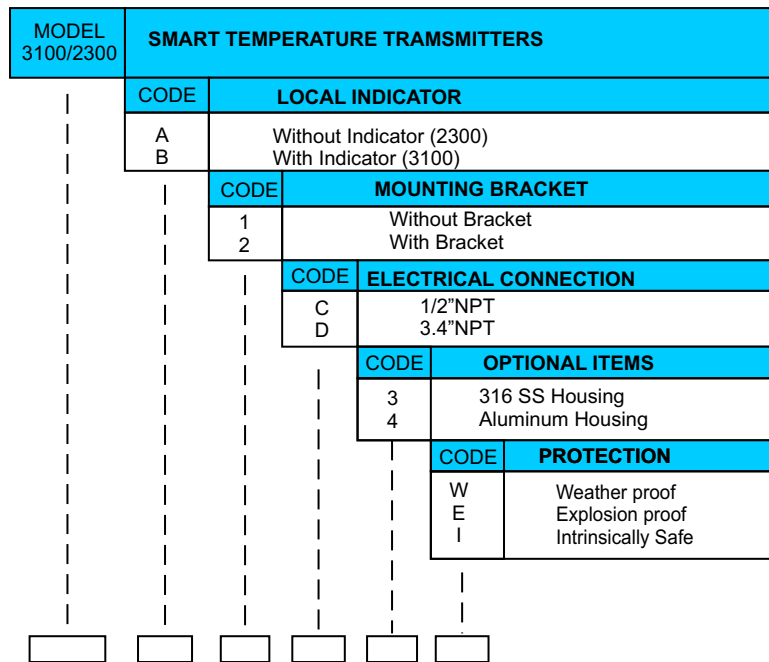 MODEL
3100/2300
SMART TEMPERATURE TRAMSMITTERS
CODE LOCAL INDICATOR
A Without Indicator (2300)
B With Indicator (3100)
CODE MOUNTING BRACKET
1 Without Bracket
2 With Bracket
CODE ELECTRICAL CONNECTION
C 1/2”NPT
D 3.4”NPT
CODE OPTIONAL ITEMS
3 316 SS Housing
4 Aluminum Housing
CODE PROTECTION
W Weather proof
E Explosion proof
I Intrinsically Safe